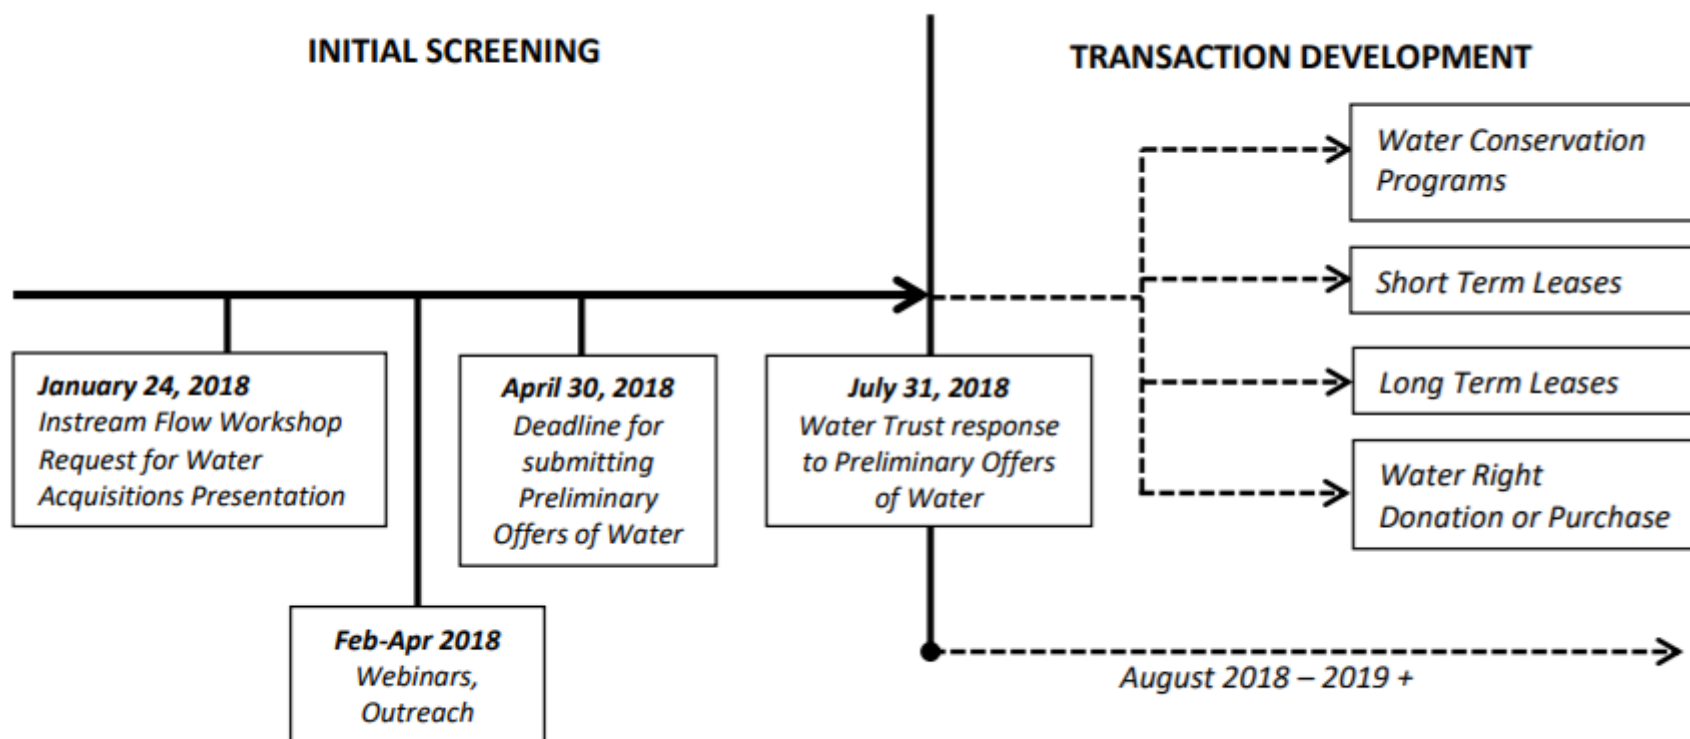 INITIAL SCREENING
TRANSACTION DEVELOPMENT
January 24, 2018
Instream Flow Workshop
Request for Water
Acquisitions Presentation
Feb-Apr 2018
Webinars,
Outreach
April 30, 2018
Deadline for
submitting
Preliminary
Offers of Water
July 31, 2018
Water Trust response
to Preliminary Offers
of Water
Water Conservation
Programs
Short Term Leases
Long Term Leases
Water Right
Donation or Purchase
August 2018 – 2019 +